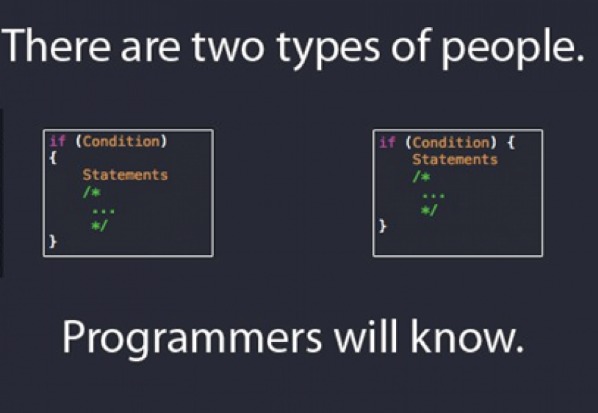 There are two types of people.
if (Condition)
{
Statements
/*
...
*/
}
if (Condition) {
Statements
/*
...
*/
}
Programmers will know.